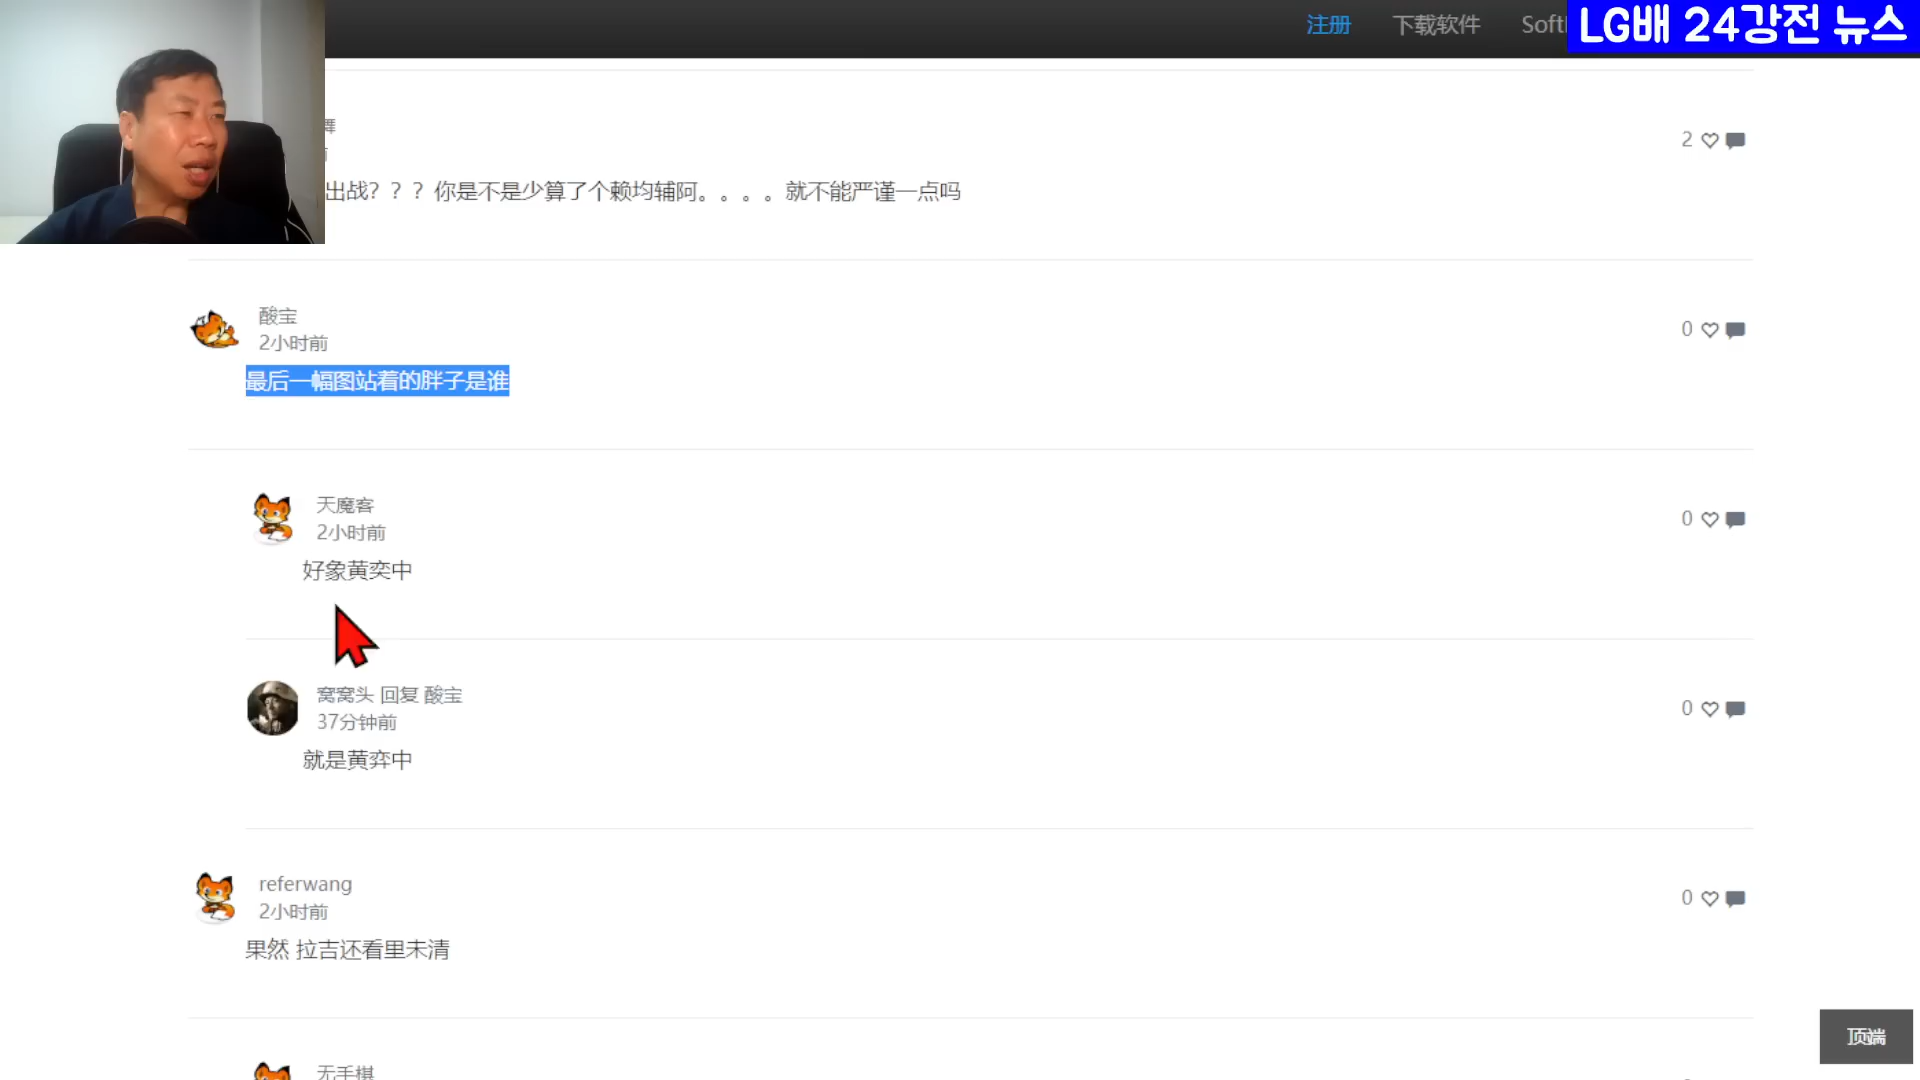 注册 下载软件 Soft
LG배 24강전 뉴스
舞
前
2
出战？？？你是不是少算了个赖均辅阿。。。。就不能严谨一点吗
酸宝
0
2小时前
最后一幅图站着的胖子是谁
天魔客
0
2小时前
好象黄奕中
窝窝头 回复 酸宝
0
37分钟前
就是黄弈中
referwang
0
2小时前
果然 拉吉还看里未清
顶端
无手棋